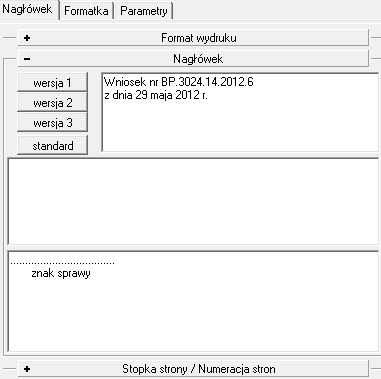 Nagłówek Formatka Parametry
+ Format wydruku
- Nagłówek
wersja 1
wersja 2
wersja 3
standard
Wniosek nr BP.3024.14.2012.6
z dnia 29 maja 2012 r.
...................................
znak sprawy
+ Stopka strony / Numeracja stron